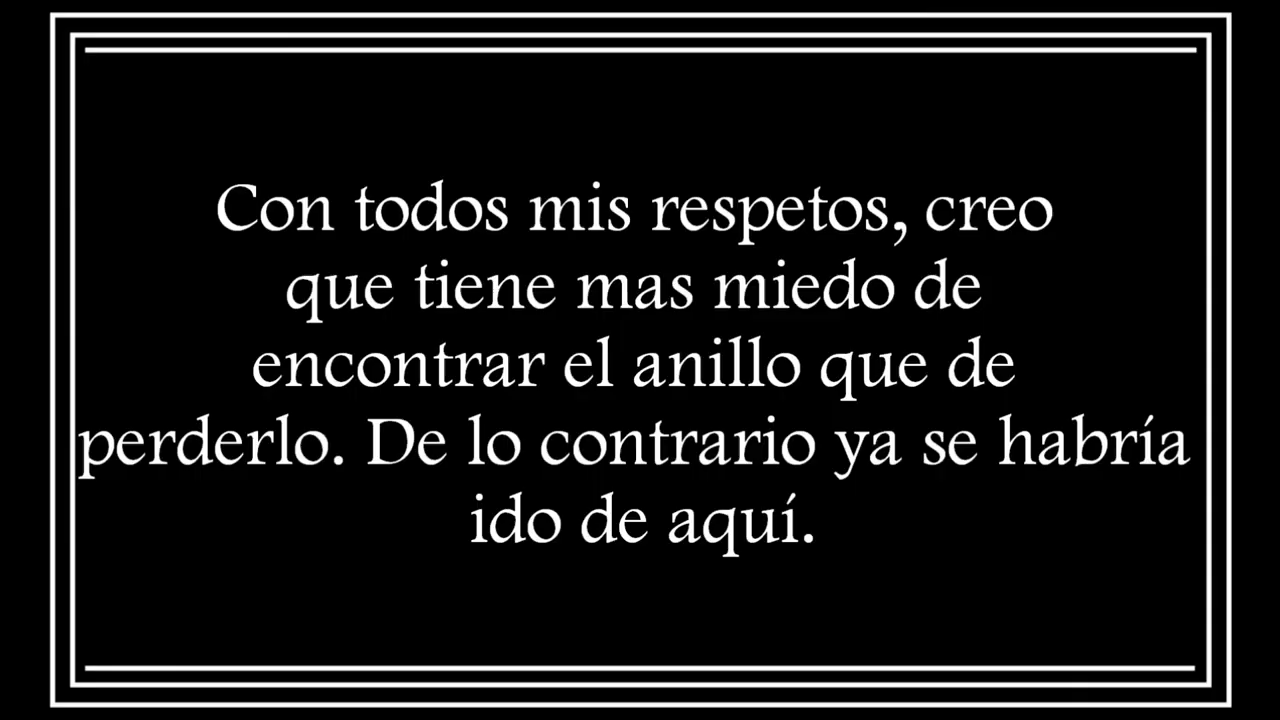 Con todos mis respetos, creo
que tiene mas miedo de
encontrar el anillo que de
perderlo. De lo contrario ya se habría
ido de aquí.